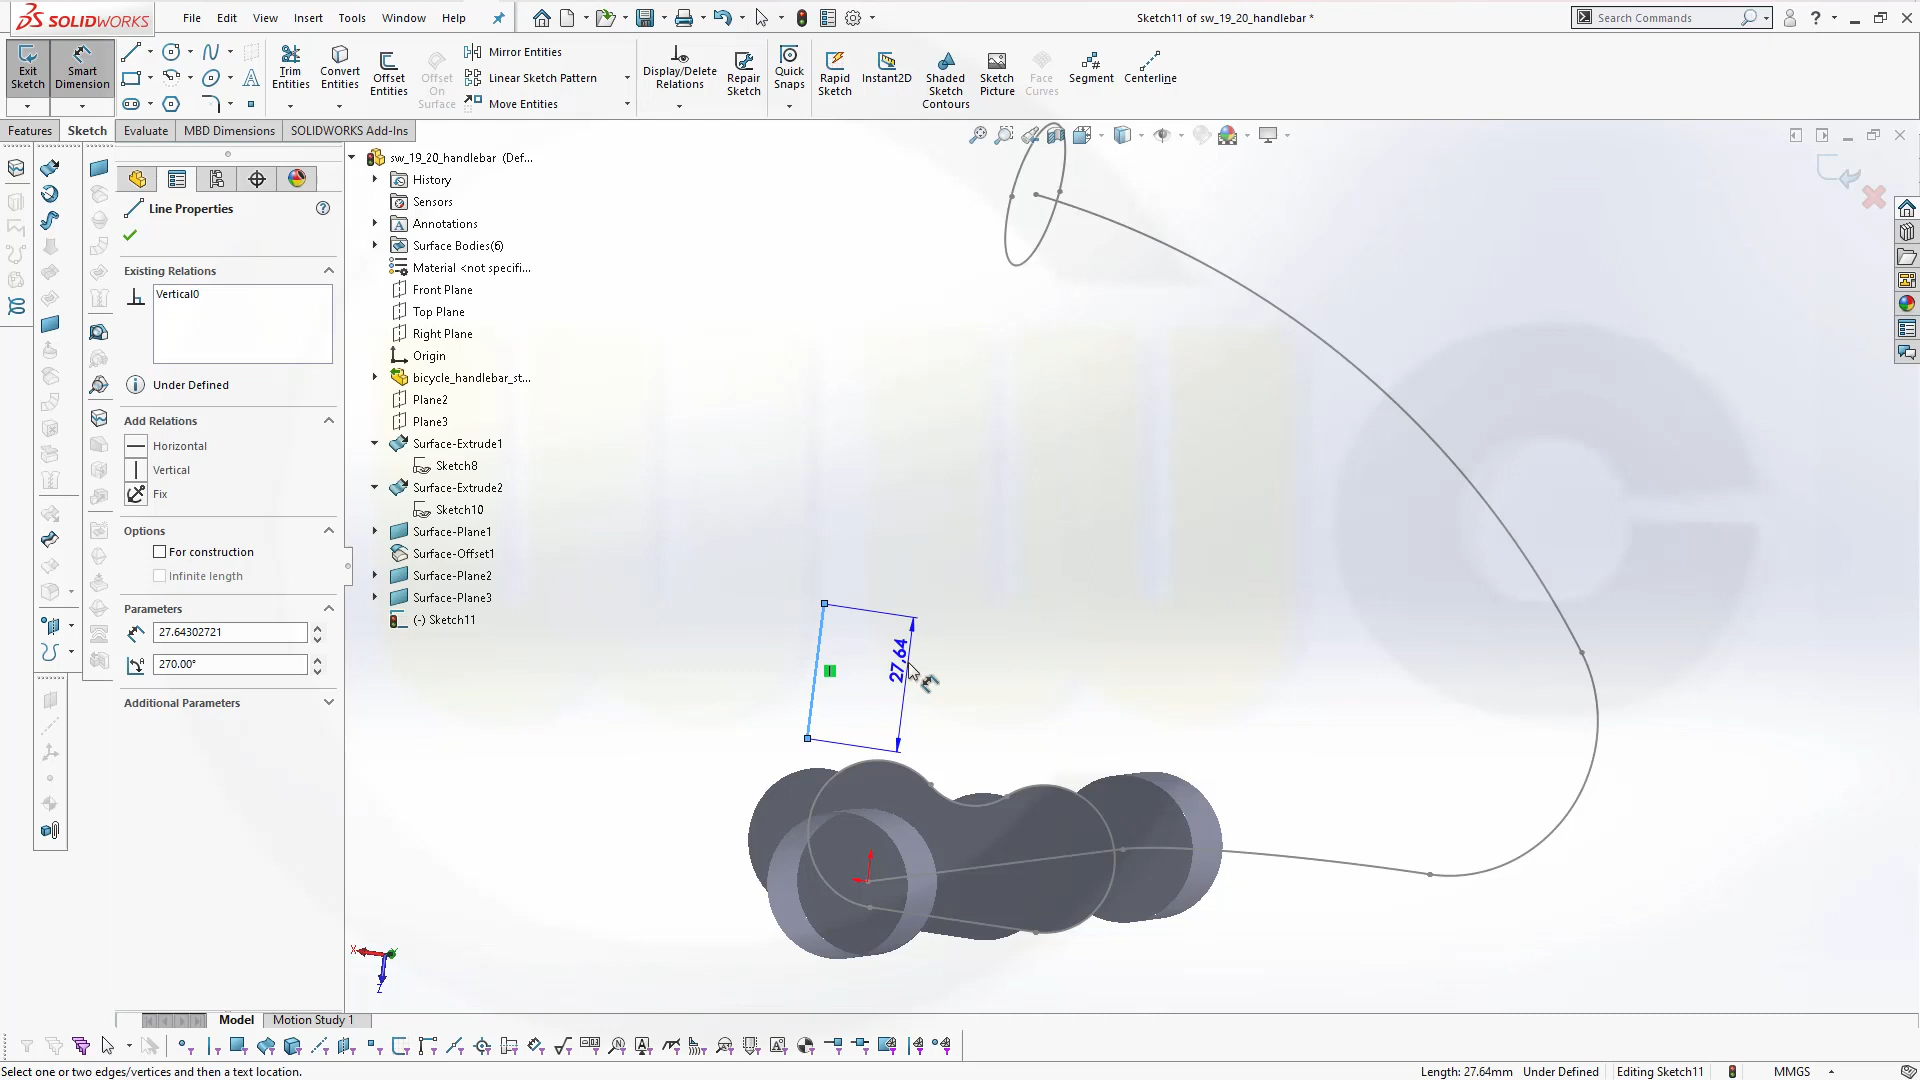 SOLIDWORKS File Edit View Insert Tools Window Help Sketch11 of sw_19_20_handlebar * Search Commands
Exit Sketch
Smart Dimension
Trim Entities
Convert Entities
Offset Entities
Offset On Surface
Mirror Entities
Linear Sketch Pattern
Move Entities
Display/Delete Relations
Repair Sketch
Quick Snaps
Rapid Sketch
Instant2D
Shaded Sketch Contours
Sketch Picture
Face Curves
Segment
Centerline
Features Sketch Evaluate MBD Dimensions SOLIDWORKS Add-Ins
Line Properties
Existing Relations
Vertical0
Under Defined
Add Relations
Horizontal
Vertical
Fix
Options
For construction
Infinite length
Parameters
27.64302721
270.00°
Additional Parameters
sw_19_20_handlebar (Def...
History
Sensors
Annotations
Surface Bodies(6)
Material <not specifi...
Front Plane
Top Plane
Right Plane
Origin
bicycle_handlebar_st...
Plane2
Plane3
Surface-Extrude1
Sketch8
Surface-Extrude2
Sketch10
Surface-Plane1
Surface-Offset1
Surface-Plane2
Surface-Plane3
(-) Sketch11
27,64
X
Z
Model Motion Study 1
Select one or two edges/vertices and then a text location. Length: 27.64mm Under Defined Editing Sketch11 MMGS